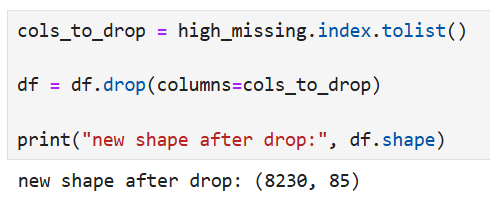 cols_to_drop = high_missing.index.tolist()
df = df.drop(columns=cols_to_drop)
print("new shape after drop:", df.shape)
new shape after drop: (8230, 85)